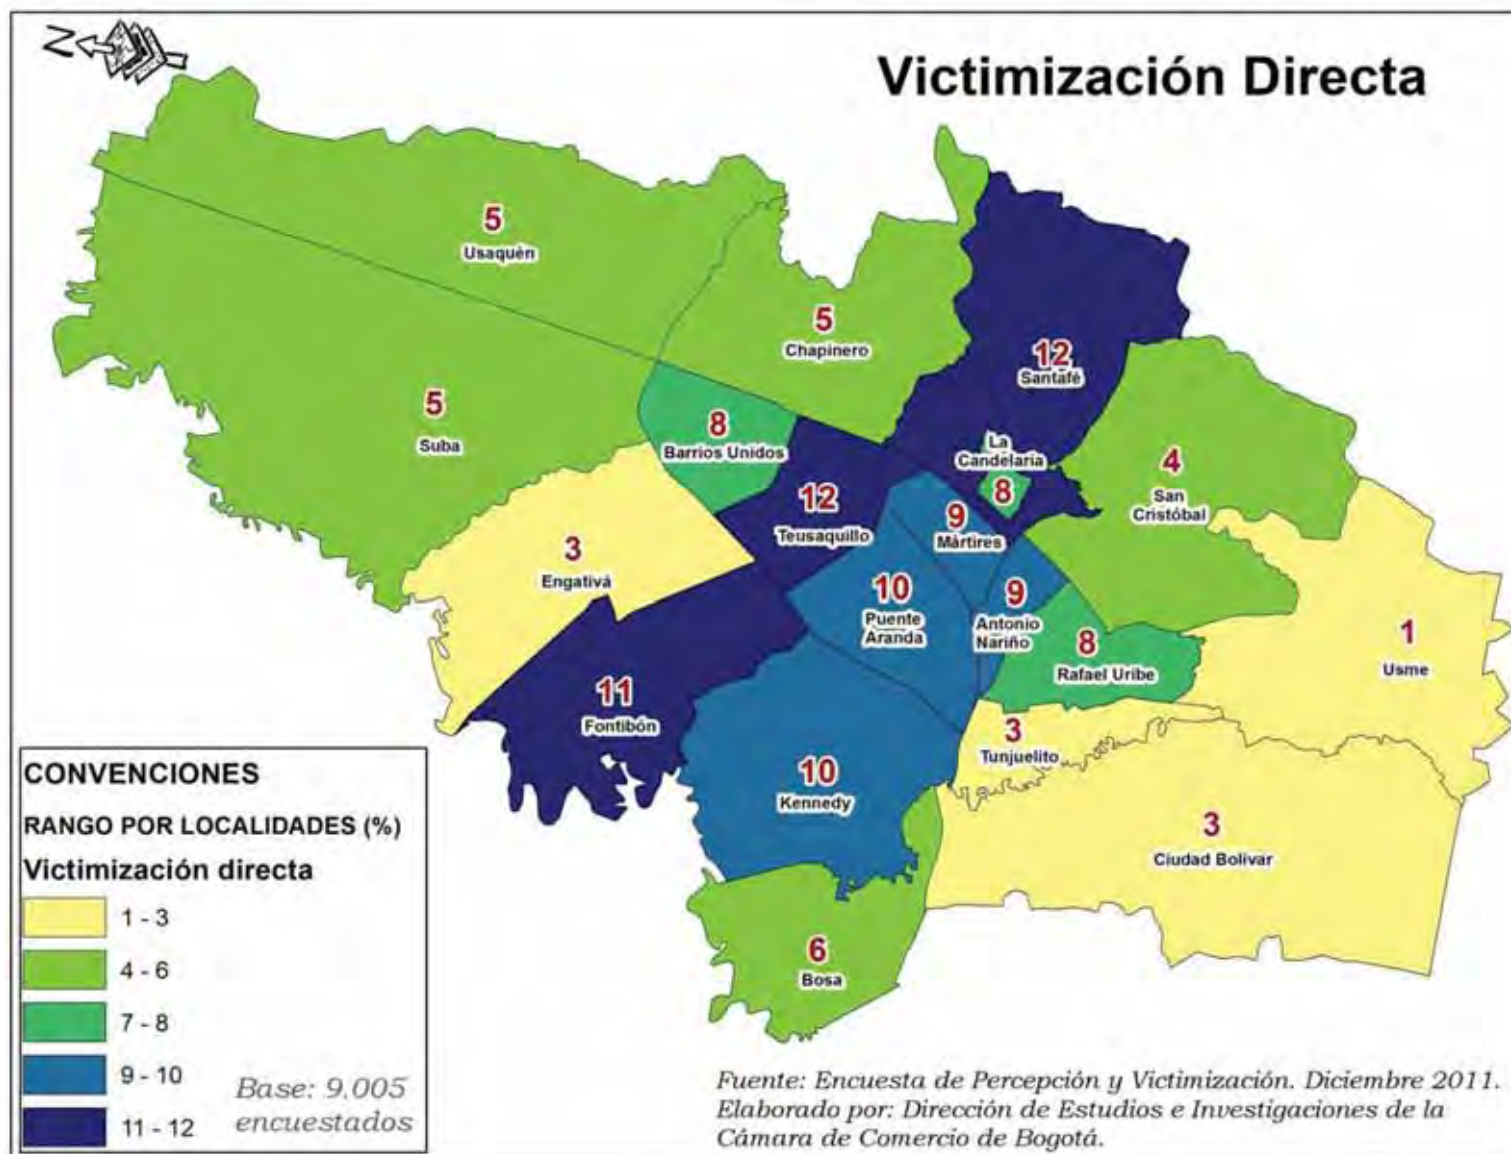 N
Victimización Directa
5
Usaquèn
5
Chapinero
12
Santafé
5
Suba
8
Barrios Unidos
La
Candelaria
8
4
San
Cristóbal
12
Teusaquillo
9
Mártires
3
Engativá
10
Puente
Aranda
9
Antonio
Nariño
8
Rafael Uribe
1
Usme
11
Fontibón
3
Tunjuelito
10
Kennedy
3
Ciudad Bolívar
6
Bosa
CONVENCIONES
RANGO POR LOCALIDADES (%)
Victimización directa
1 - 3
4 - 6
7 - 8
9 - 10
11 - 12
Base: 9.005
encuestados
Fuente: Encuesta de Percepción y Victimización. Diciembre 2011.
Elaborado por: Dirección de Estudios e Investigaciones de la
Cámara de Comercio de Bogotá.